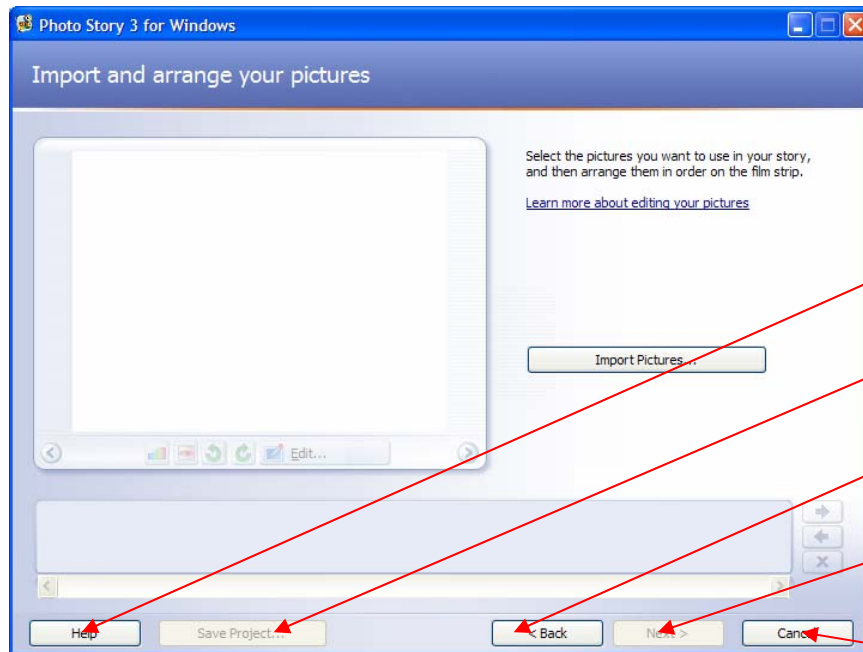 Photo Story 3 for Windows
Import and arrange your pictures
Select the pictures you want to use in your story,
and then arrange them in order on the film strip.
Learn more about editing your pictures
Import Pictures...
Edit...
Help
Save Project...
< Back
Next >
Cancel